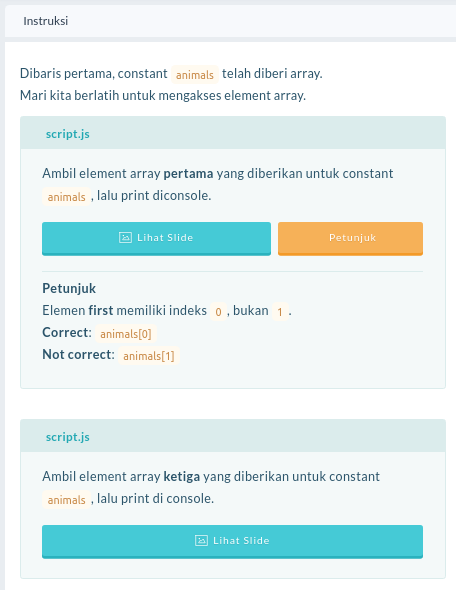 Instruksi
Dibaris pertama, constant animals telah diberi array.
Mari kita berlatih untuk mengakses element array.
script.js
Ambil element array pertama yang diberikan untuk constant
animals , lalu print diconsole.
Lihat Slide
Petunjuk
Petunjuk
Elemen first memiliki indeks 0 , bukan 1 .
Correct: animals[0]
Not correct: animals[1]
script.js
Ambil element array ketiga yang diberikan untuk constant
animals , lalu print di console.
Lihat Slide